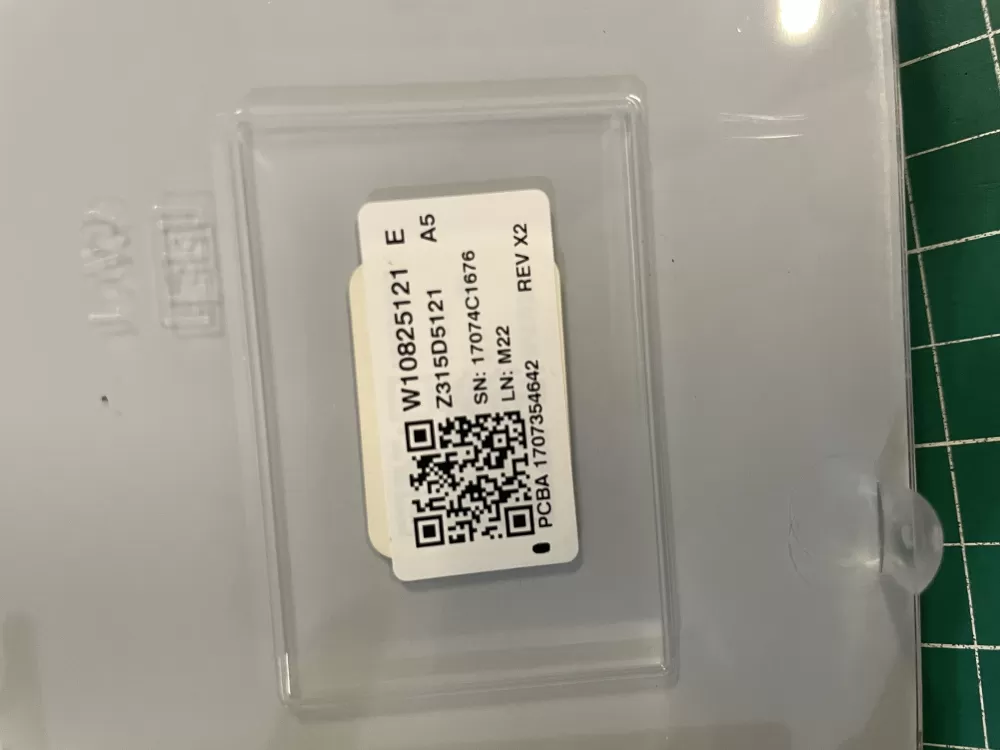 W10825121 E
Z315D5121 A5
SN: 17074C1676
LN: M22
REV X2
PCBA 1707354642